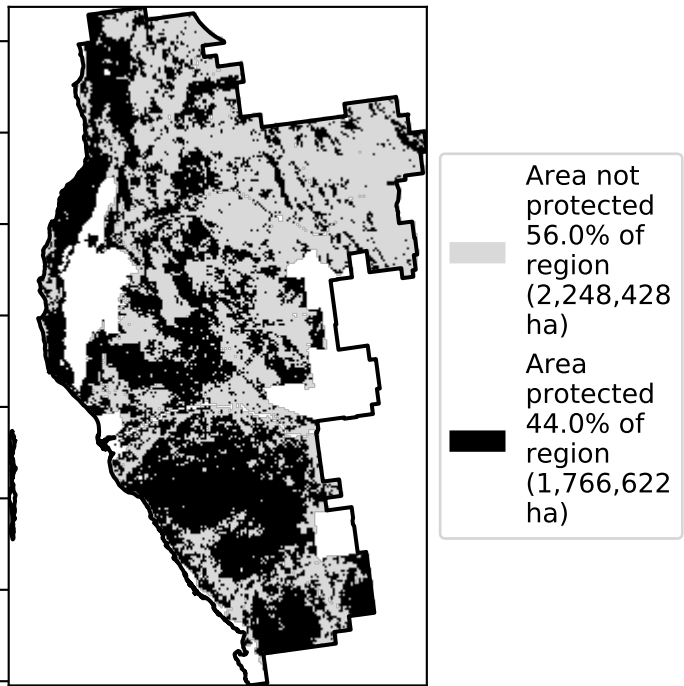 Area not
protected
56.0% of
region
(2,248,428
ha)
Area
protected
44.0% of
region
(1,766,622
ha)